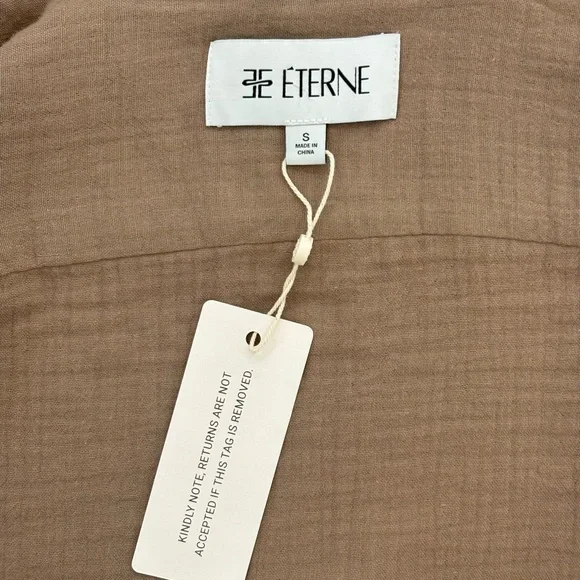 ÉTERNE
S
MADE IN
CHINA
KINDLY NOTE, RETURNS ARE NOT
ACCEPTED IF THIS TAG IS REMOVED.